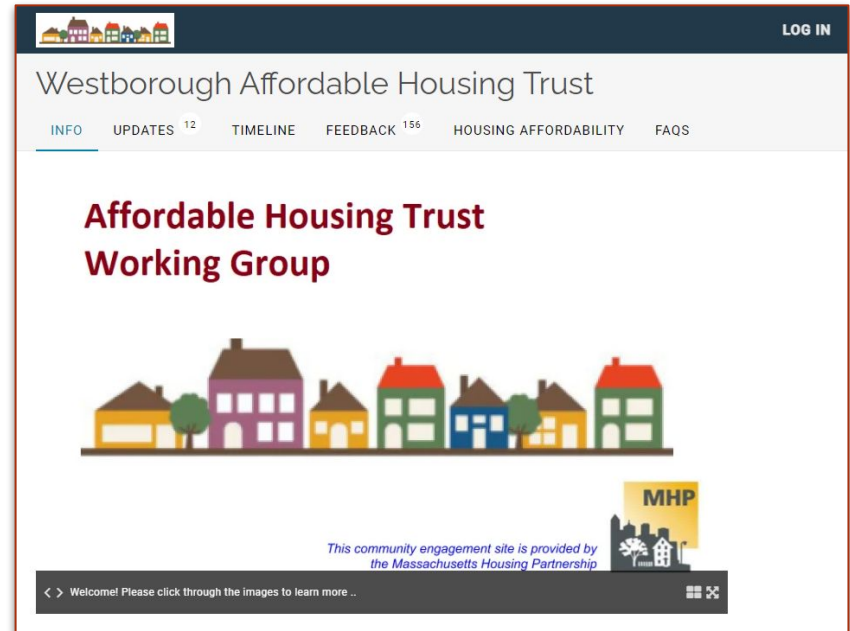 LOG IN
Westborough Affordable Housing Trust
INFO UPDATES 12 TIMELINE FEEDBACK 156 HOUSING AFFORDABILITY FAQS
Affordable Housing Trust
Working Group
MHP
This community engagement site is provided by
the Massachusetts Housing Partnership
< > Welcome! Please click through the images to learn more ..